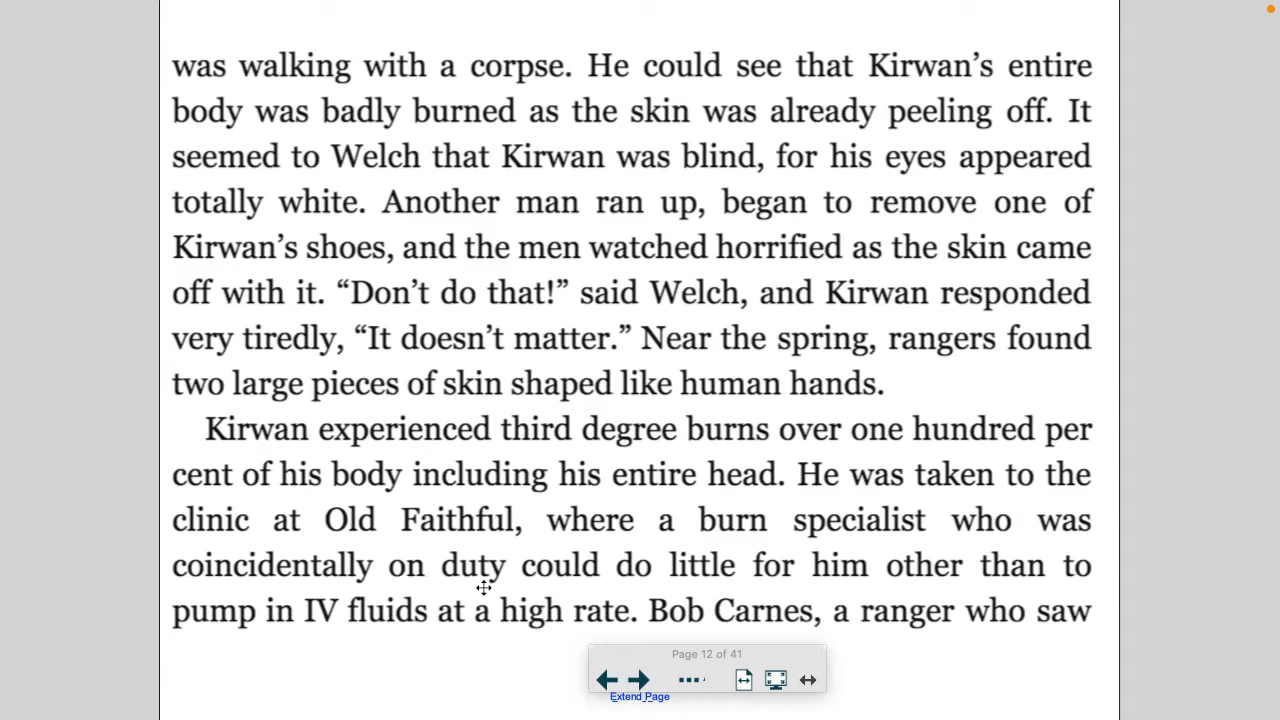 was walking with a corpse. He could see that Kirwan’s entire
body was badly burned as the skin was already peeling off. It
seemed to Welch that Kirwan was blind, for his eyes appeared
totally white. Another man ran up, began to remove one of
Kirwan’s shoes, and the men watched horrified as the skin came
off with it. “Don’t do that!” said Welch, and Kirwan responded
very tiredly, “It doesn’t matter.” Near the spring, rangers found
two large pieces of skin shaped like human hands.
Kirwan experienced third degree burns over one hundred per
cent of his body including his entire head. He was taken to the
clinic at Old Faithful, where a burn specialist who was
coincidentally on duty could do little for him other than to
pump in IV fluids at a high rate. Bob Carnes, a ranger who saw
Page 12 of 41
Extend Page